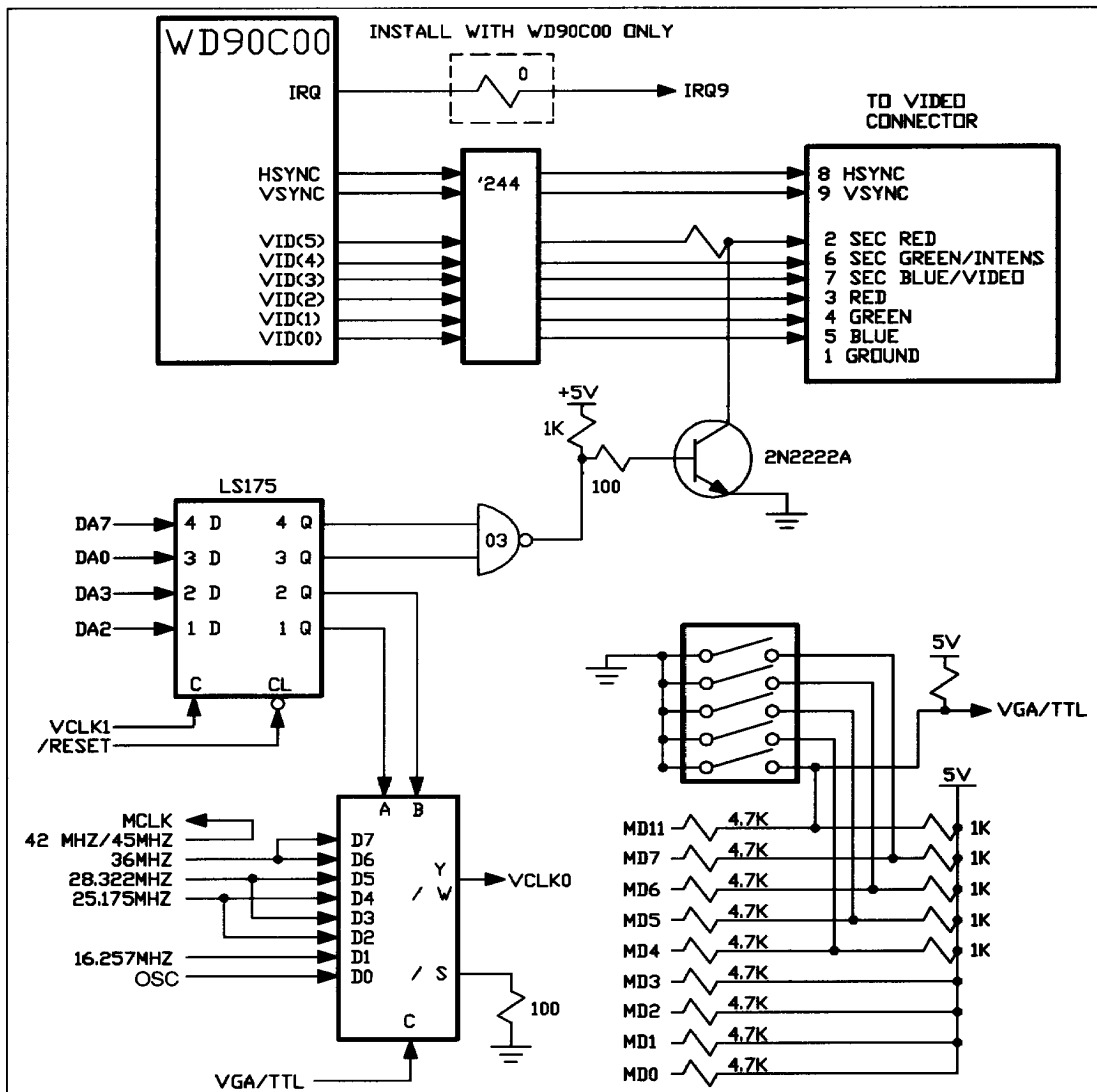 WD90C00
INSTALL WITH WD90C00 ONLY
0
IRQ
IRQ9
TO VIDEO
CONNECTOR
HSYNC
VSYNC
'244
8 HSYNC
9 VSYNC
VID(5)
VID(4)
VID(3)
VID(2)
VID(1)
VID(0)
2 SEC RED
6 SEC GREEN/INTENS
7 SEC BLUE/VIDEO
3 RED
4 GREEN
5 BLUE
1 GROUND
+5V
1K
100
2N2222A
LS175
DA7
4 D
4 Q
03
DA0
3 D
3 Q
DA3
2 D
2 Q
DA2
1 D
1 Q
C
CL
VCLK1
/RESET
5V
VGA/TTL
A
B
MCLK
42 MHZ/45MHZ
36MHZ
28.322MHZ
25.175MHZ
16.257MHZ
OSC
D7
D6
D5
D4
D3
D2
D1
D0
Y
/ W
VCLK0
/ S
100
C
VGA/TTL
5V
MD11 4.7K 1K
MD7 4.7K 1K
MD6 4.7K 1K
MD5 4.7K 1K
MD4 4.7K 1K
MD3 4.7K
MD2 4.7K
MD1 4.7K
MD0 4.7K